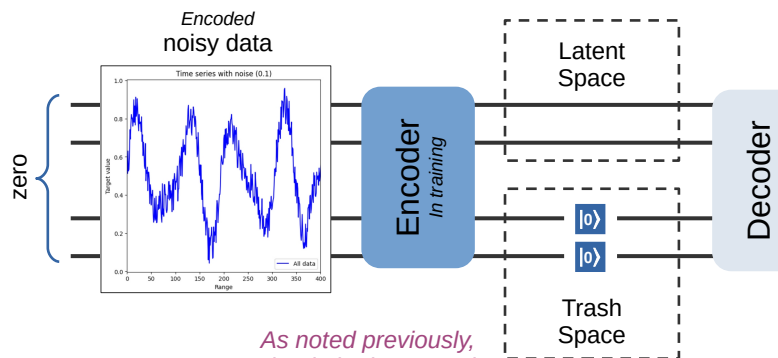 Encoded
noisy data
Time series with noise (0.1)
Target value
1.0
0.8
0.6
0.4
0.2
0.0
0
50
100
150
200
250
300
350
400
Range
All data
zero
Encoder
In training
Latent
Space
|0⟩
|0⟩
Trash
Space
Decoder
As noted previously,